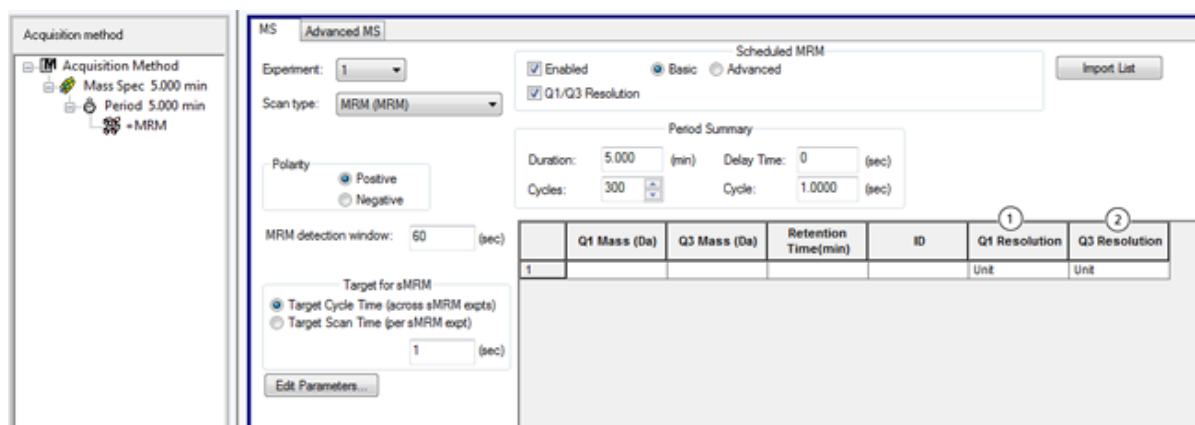 Acquisition method
Acquisition Method
Mass Spec 5.000 min
Period 5.000 min
+MRM
MS Advanced MS
Experiment: 1
Scan type: MRM (MRM)
Scheduled MRM
Enabled Basic Advanced
Q1/Q3 Resolution
Import List
Polarity
Positive
Negative
Period Summary
Duration: 5.000 (min) Delay Time: 0 (sec)
Cycles: 300 Cycle: 1.0000 (sec)
MRM detection window: 60 (sec)
Target for sMRM
Target Cycle Time (across sMRM expts)
Target Scan Time (per sMRM expt)
1 (sec)
Edit Parameters...
1 2
Q1 Mass (Da) Q3 Mass (Da) Retention Time(min) ID Q1 Resolution Q3 Resolution
1 Unit Unit